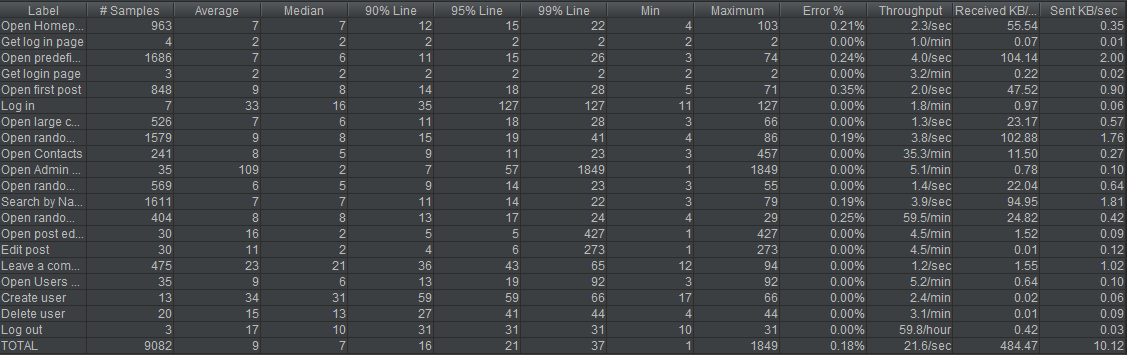 Label # Samples Average Median 90% Line 95% Line 99% Line Min Maximum Error % Throughput Received KB/... Sent KB/sec
Open Homep... 963 7 7 12 15 22 4 103 0.21% 2.3/sec 55.54 0.35
Get log in page 4 2 2 2 2 2 2 2 0.00% 1.0/min 0.07 0.01
Open predefi... 1686 7 6 11 15 26 3 74 0.24% 4.0/sec 104.14 2.00
Get login page 3 2 2 2 2 2 2 2 0.00% 3.2/min 0.22 0.02
Open first post 848 9 8 14 18 28 5 71 0.35% 2.0/sec 47.52 0.90
Log in 7 33 16 35 127 127 11 127 0.00% 1.8/min 0.97 0.06
Open large c... 526 7 6 11 18 28 3 66 0.00% 1.3/sec 23.17 0.57
Open rando... 1579 9 8 15 19 41 4 86 0.19% 3.8/sec 102.88 1.76
Open Contacts 241 8 5 9 11 23 3 457 0.00% 35.3/min 11.50 0.27
Open Admin ... 35 109 2 7 57 1849 1 1849 0.00% 5.1/min 0.78 0.10
Open rando... 569 6 5 9 14 23 3 55 0.00% 1.4/sec 22.04 0.64
Search by Na... 1611 7 7 11 14 22 3 79 0.19% 3.9/sec 94.95 1.81
Open rando... 404 8 8 13 17 24 4 29 0.25% 59.5/min 24.82 0.42
Open post ed... 30 16 2 5 5 427 1 427 0.00% 4.5/min 1.52 0.09
Edit post 30 11 2 4 6 273 1 273 0.00% 4.5/min 0.01 0.12
Leave a com... 475 23 21 36 43 65 12 94 0.00% 1.2/sec 1.55 1.02
Open Users ... 35 9 6 13 19 92 3 92 0.00% 5.2/min 0.64 0.10
Create user 13 34 31 59 59 66 17 66 0.00% 2.4/min 0.02 0.06
Delete user 20 15 13 27 41 44 4 44 0.00% 3.1/min 0.01 0.09
Log out 3 17 10 31 31 31 10 31 0.00% 59.8/hour 0.42 0.03
TOTAL 9082 9 7 16 21 37 1 1849 0.18% 21.6/sec 484.47 10.12